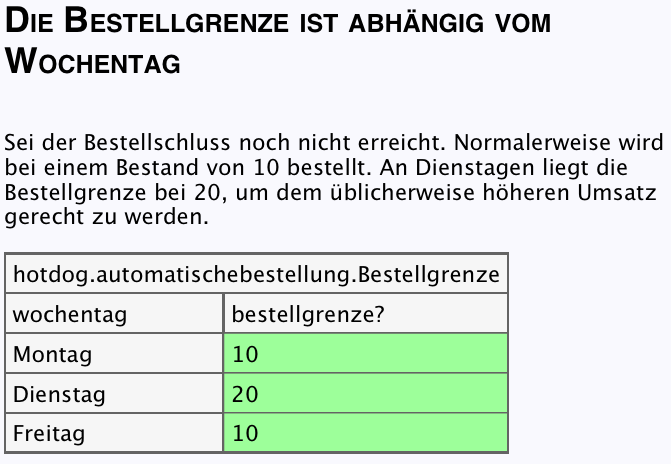 DIE BESTELLGRENZE IST ABHÄNGIG VOM
WOCHENTAG
Sei der Bestellschluss noch nicht erreicht. Normalerweise wird
bei einem Bestand von 10 bestellt. An Dienstagen liegt die
Bestellgrenze bei 20, um dem üblicherweise höheren Umsatz
gerecht zu werden.
hotdog.automatischebestellung.Bestellgrenze
wochentag bestellgrenze?
Montag 10
Dienstag 20
Freitag 10